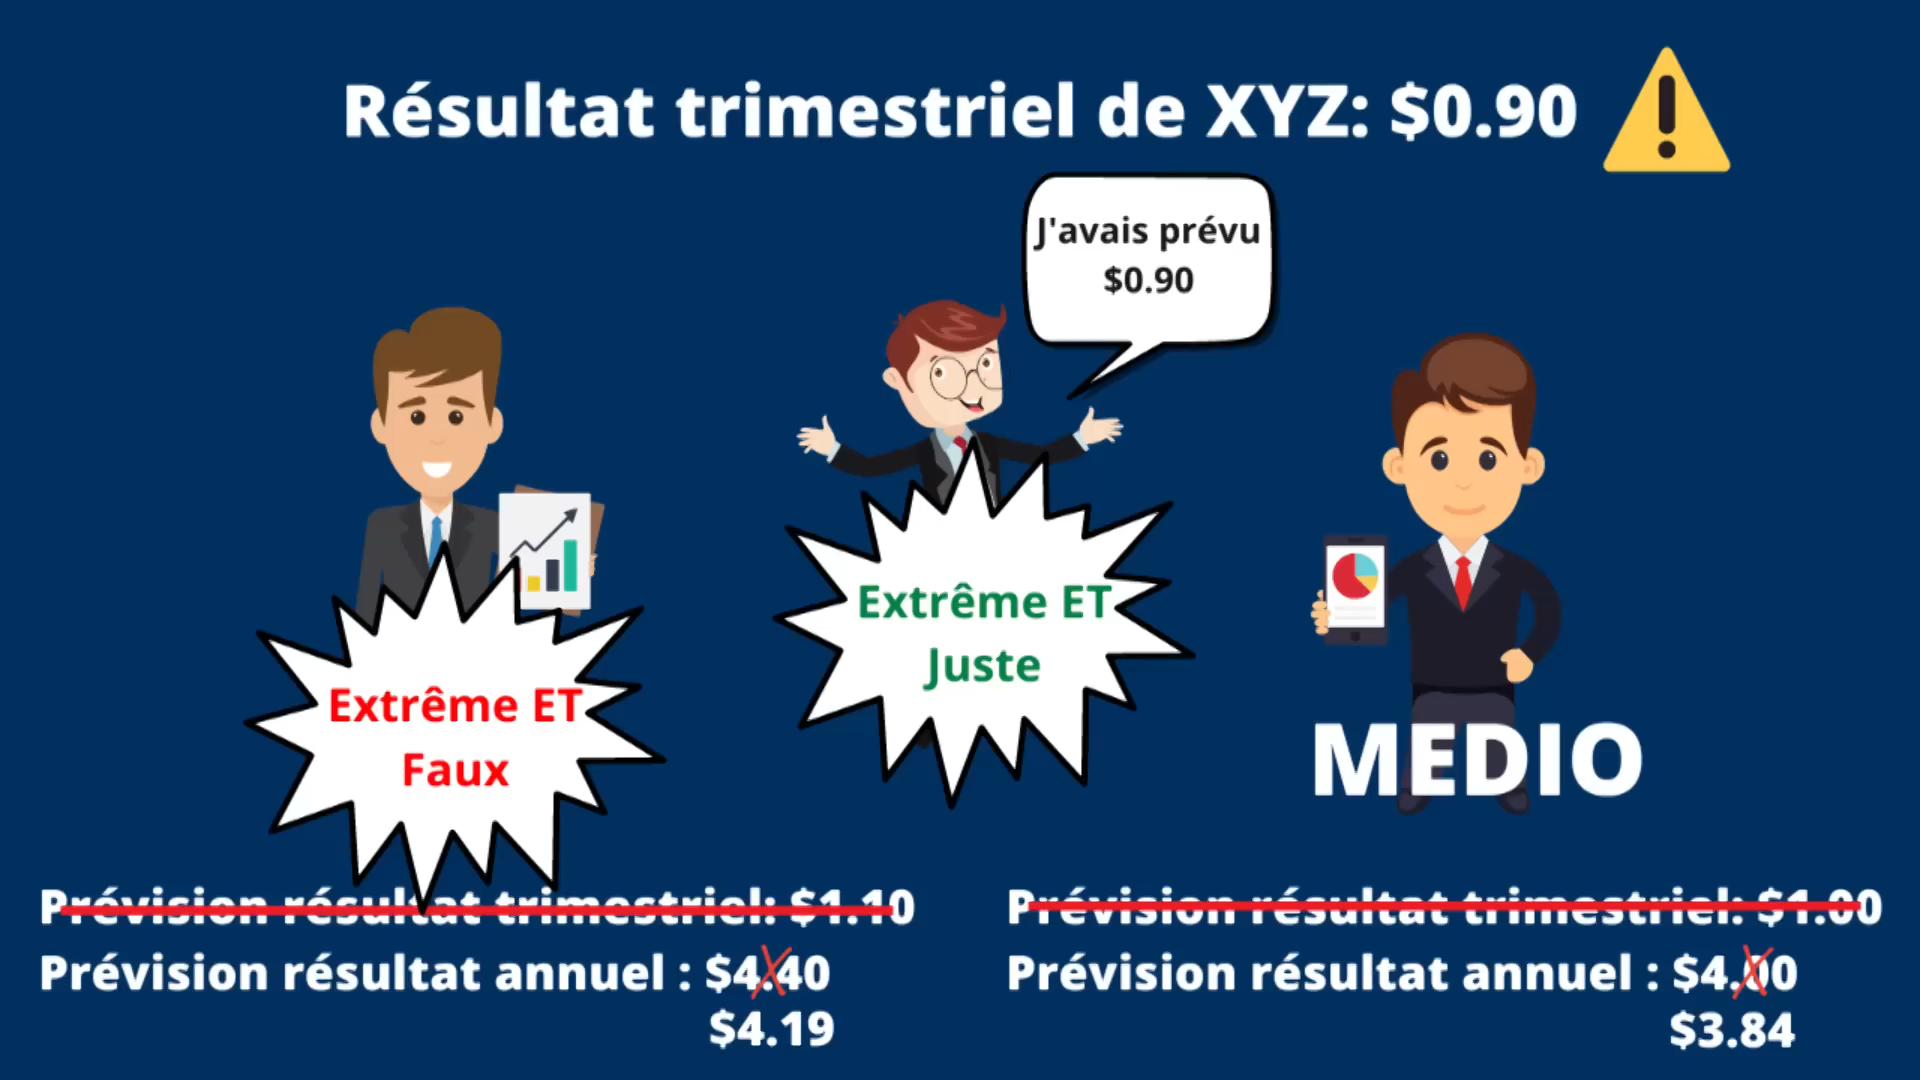 Résultat trimestriel de XYZ: $0.90
J'avais prévu
$0.90
Extrême ET
Juste
Extrême ET
Faux
MEDIO
Prévision résultat trimestriel: $1.10
Prévision résultat annuel : $4.40
$4.19
Prévision résultat trimestriel: $1.00
Prévision résultat annuel : $4.00
$3.84